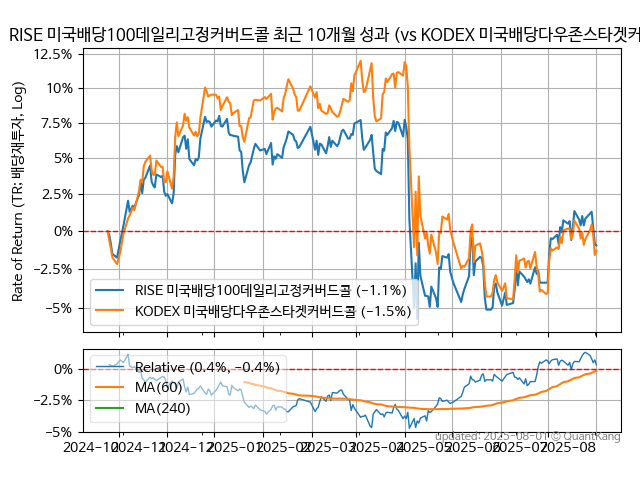 RISE 미국배당100데일리고정커버드콜 최근 10개월 성과 (vs KODEX 미국배당다우존스타겟커
Rate of Return (TR: 배당재투자, Log)
12.5%
10%
7.5%
5%
2.5%
0%
−2.5%
−5%
RISE 미국배당100데일리고정커버드콜 (−1.1%)
KODEX 미국배당다우존스타겟커버드콜 (−1.5%)
0%
−2.5%
−5%
Relative (0.4%, −0.4%)
MA(60)
MA(240)
2024-10 2024-11 2024-12 2025-01 2025-02 2025-03 2025-04 2025-05 2025-06 2025-07 2025-08
updated: 2025-08-01 © QuantKang